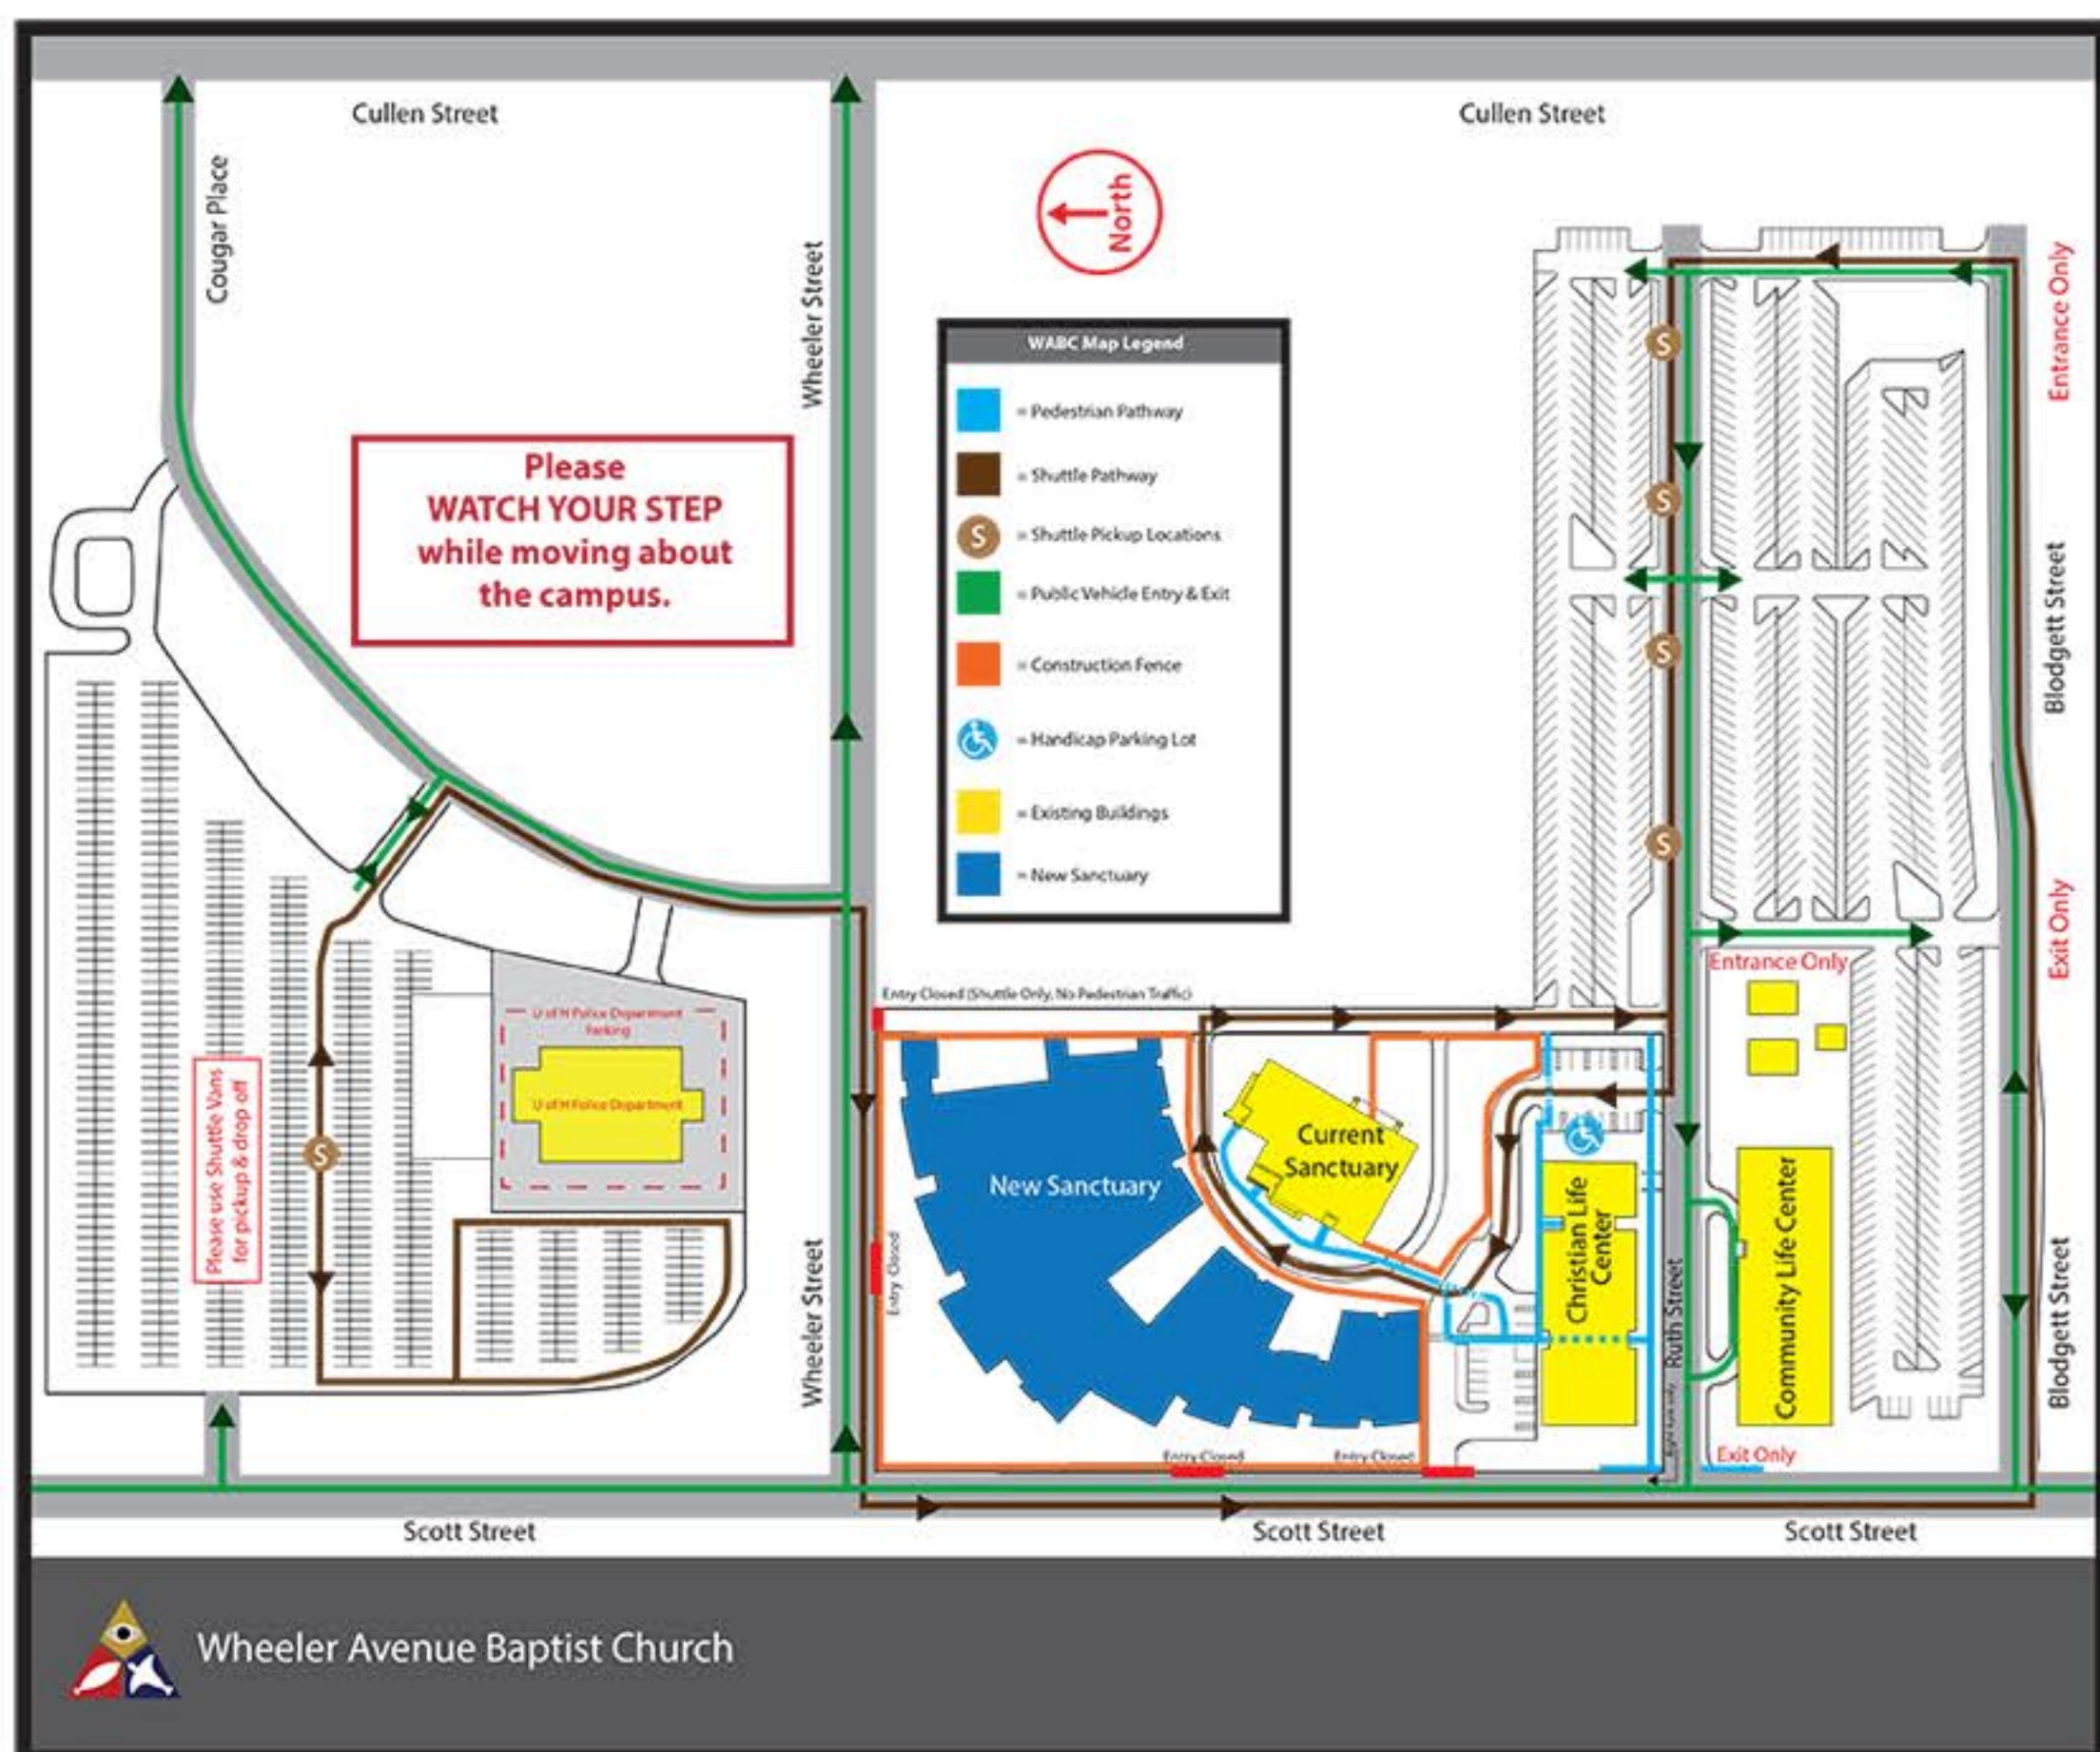 Cullen Street
Cullen Street
Cougar Place
Wheeler Street
North
Please
WATCH YOUR STEP
while moving about
the campus.
WABC Map Legend
= Pedestrian Pathway
= Shuttle Pathway
S = Shuttle Pickup Locations
= Public Vehicle Entry & Exit
= Construction Fence
= Handicap Parking Lot
= Existing Buildings
= New Sanctuary
S
S
S
S
Entrance Only
Blodgett Street
Exit Only
Entrance Only
Entry Closed (Shuttle Only, No Pedestrian Traffic)
U of H Police Department
Parking
U of H Police Department
Please use Shuttle Vans
for pickup & drop off
S
Wheeler Street
Entry Closed
New Sanctuary
Current
Sanctuary
Christian Life
Center
Ruth Street
Community Life Center
Blodgett Street
Entry Closed
Entry Closed
Exit Only
Scott Street
Scott Street
Scott Street
Wheeler Avenue Baptist Church